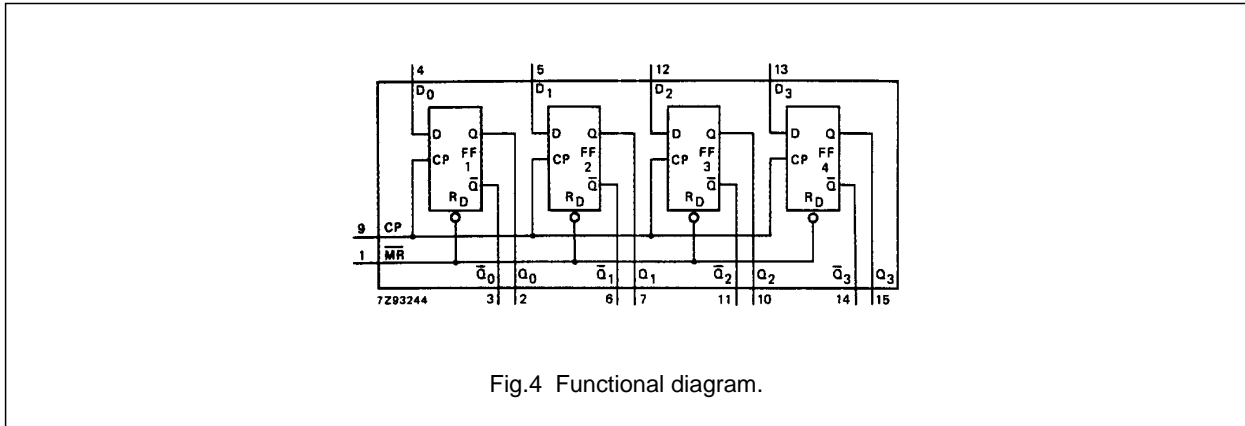 4 5 12 13
D0 D1 D2 D3
D Q D Q D Q D Q
FF FF FF FF
CP CP CP CP
1 2 3 4
Q̅ Q̅ Q̅ Q̅
RD RD RD RD
9 CP
1 M̅R̅
Q̅0 Q0 Q̅1 Q1 Q̅2 Q2 Q̅3 Q3
7Z93244 3 2 6 7 11 10 14 15
Fig.4 Functional diagram.